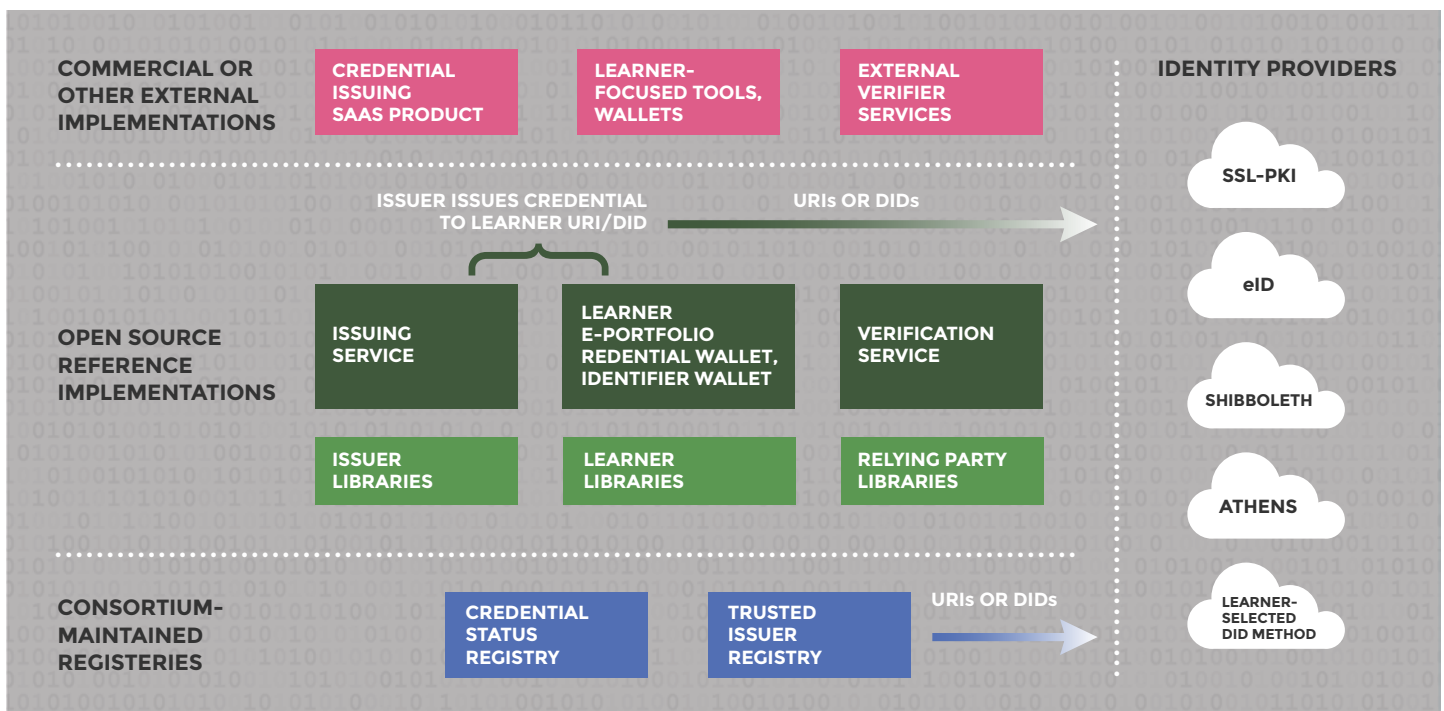 COMMERCIAL OR
OTHER EXTERNAL
IMPLEMENTATIONS
CREDENTIAL
ISSUING
SAAS PRODUCT
LEARNER-
FOCUSED TOOLS,
WALLETS
EXTERNAL
VERIFIER
SERVICES
ISSUER ISSUES CREDENTIAL
TO LEARNER URI/DID
URIs OR DIDs
OPEN SOURCE
REFERENCE
IMPLEMENTATIONS
ISSUING
SERVICE
LEARNER
E-PORTFOLIO
REDENTIAL WALLET,
IDENTIFIER WALLET
VERIFICATION
SERVICE
ISSUER
LIBRARIES
LEARNER
LIBRARIES
RELYING PARTY
LIBRARIES
CONSORTIUM-
MAINTAINED
REGISTERIES
CREDENTIAL
STATUS
REGISTRY
TRUSTED
ISSUER
REGISTRY
URIs OR DIDs
IDENTITY PROVIDERS
SSL-PKI
eID
SHIBBOLETH
ATHENS
LEARNER-
SELECTED
DID METHOD